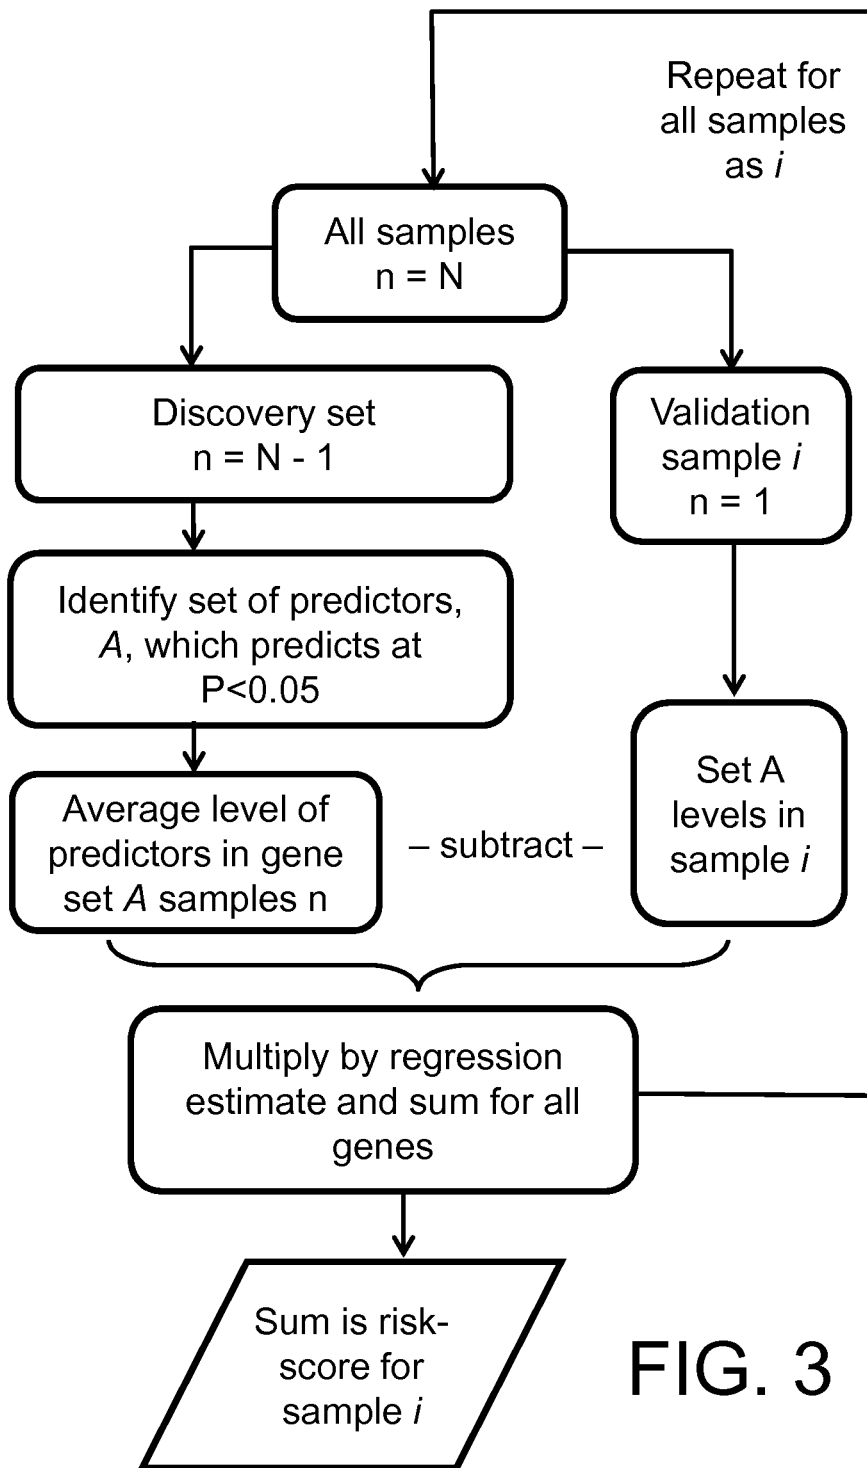 Repeat for
all samples
as i
All samples
n = N
Discovery set
n = N - 1
Validation
sample i
n = 1
Identify set of predictors,
A, which predicts at
P<0.05
Average level of
predictors in gene
set A samples n
– subtract –
Set A
levels in
sample i
Multiply by regression
estimate and sum for all
genes
Sum is risk-
score for
sample i
FIG. 3